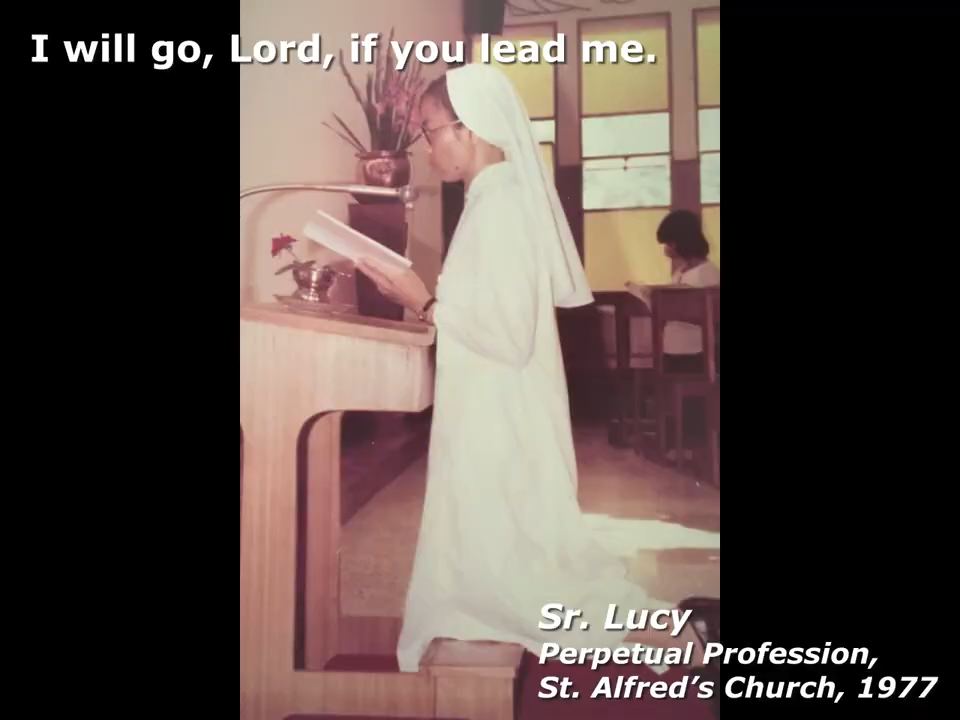 I will go, Lord, if you lead me.
Sr. Lucy
Perpetual Profession,
St. Alfred’s Church, 1977